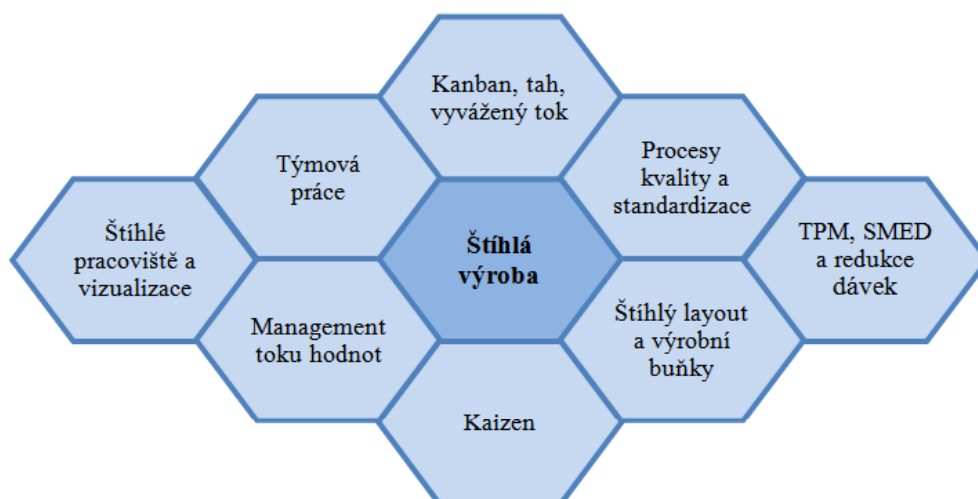 Kanban, tah,
vyvážený tok
Týmová
práce
Procesy
kvality a
standardizace
Štíhlé
pracoviště a
vizualizace
Štíhlá
výroba
TPM, SMED
a redukce
dávek
Management
toku hodnot
Štíhlý layout
a výrobní
buňky
Kaizen